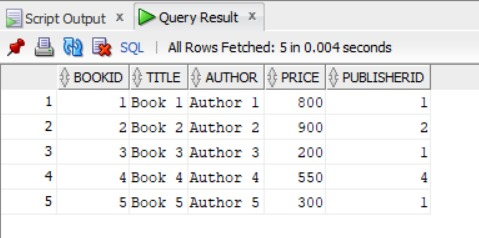 Script Output x Query Result x
SQL | All Rows Fetched: 5 in 0.004 seconds
BOOKID TITLE AUTHOR PRICE PUBLISHERID
1 1 Book 1 Author 1 800 1
2 2 Book 2 Author 2 900 2
3 3 Book 3 Author 3 200 1
4 4 Book 4 Author 4 550 4
5 5 Book 5 Author 5 300 1